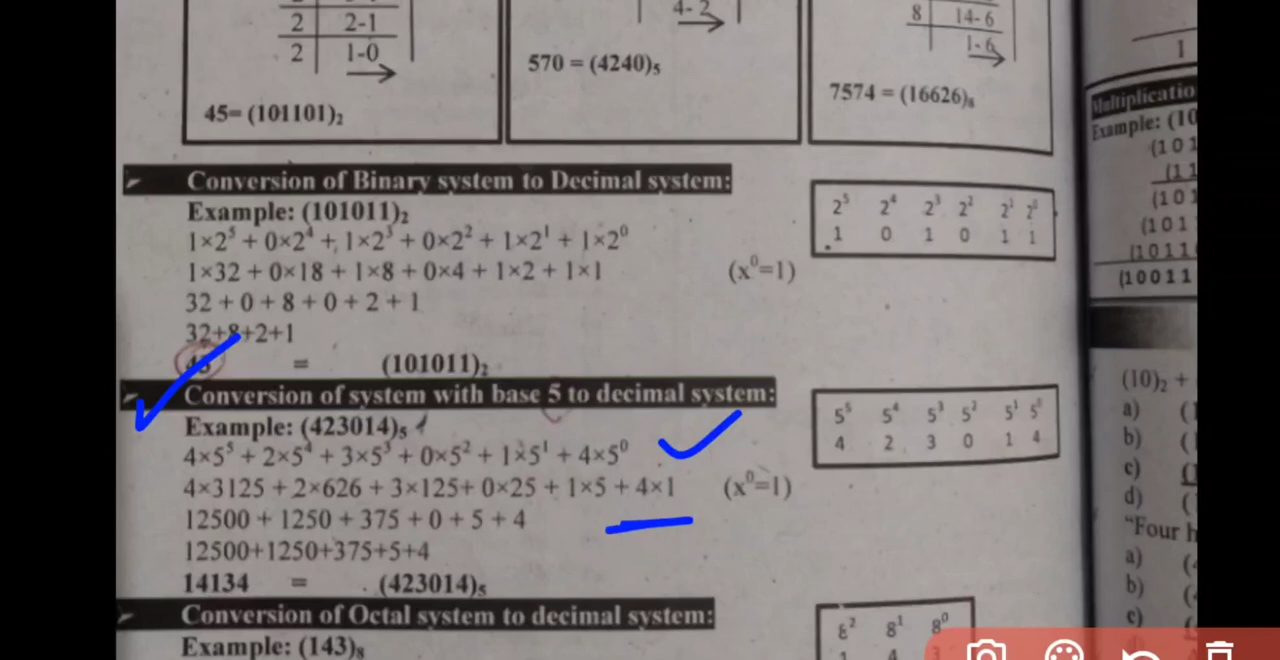 2 2-1
2 1-0
45= (101101)₂
4-2
570 = (4240)₅
8 14-6
1-6
7574 = (16626)₈
Conversion of Binary system to Decimal system:
Example: (101011)₂
1×2⁵ + 0×2⁴ + 1×2³ + 0×2² + 1×2¹ + 1×2⁰
1×32 + 0×18 + 1×8 + 0×4 + 1×2 + 1×1 (x⁰=1)
32 + 0 + 8 + 0 + 2 + 1
32+8+2+1
= (101011)₂
2⁵ 2⁴ 2³ 2² 2¹ 2⁰
1 0 1 0 1 1
Conversion of system with base 5 to decimal system:
Example: (423014)₅
4×5⁵ + 2×5⁴ + 3×5³ + 0×5² + 1×5¹ + 4×5⁰
4×3125 + 2×626 + 3×125+ 0×25 + 1×5 + 4×1 (x⁰=1)
12500 + 1250 + 375 + 0 + 5 + 4
12500+1250+375+5+4
14134 = (423014)₅
5⁵ 5⁴ 5³ 5² 5¹ 5⁰
4 2 3 0 1 4
Conversion of Octal system to decimal system:
Example: (143)₈
8² 8¹ 8⁰
1
Multiplicatio
Example: (10
(101
(11
(101
(101
(1011
(10011
(10)₂ +
a) (
b) (
c) (
d) (
"Four h
a) (
b) (
c) (